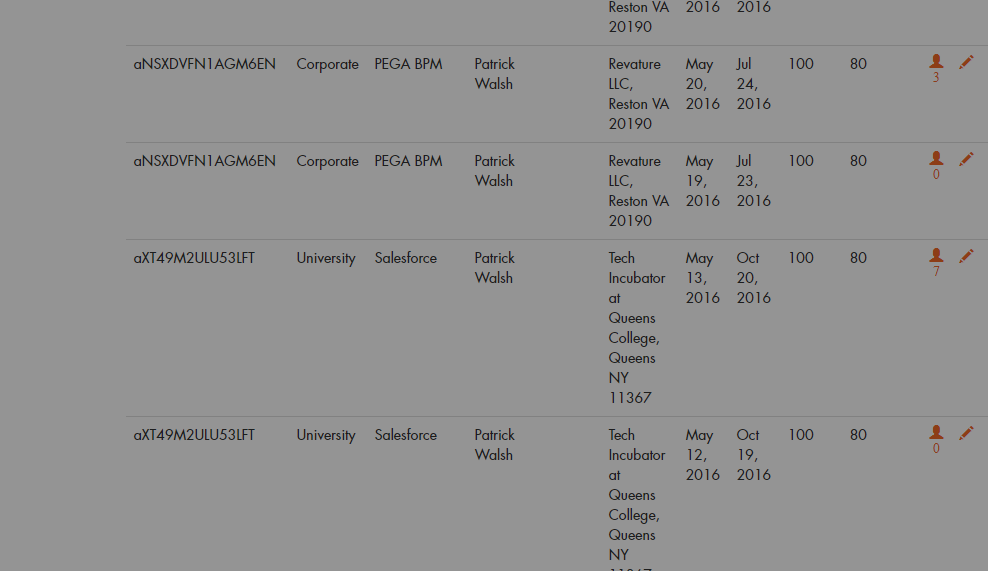 Reston VA 2016 2016
20190
aNSXDVFN1AGM6EN Corporate PEGA BPM Patrick Revature May Jul 100 80
Walsh LLC, 20, 24, 3
Reston VA 2016 2016
20190
aNSXDVFN1AGM6EN Corporate PEGA BPM Patrick Revature May Jul 100 80
Walsh LLC, 19, 23, 0
Reston VA 2016 2016
20190
aXT49M2ULU53LFT University Salesforce Patrick Tech May Oct 100 80
Walsh Incubator 13, 20, 7
at 2016 2016
Queens
College,
Queens
NY
11367
aXT49M2ULU53LFT University Salesforce Patrick Tech May Oct 100 80
Walsh Incubator 12, 19, 0
at 2016 2016
Queens
College,
Queens
NY